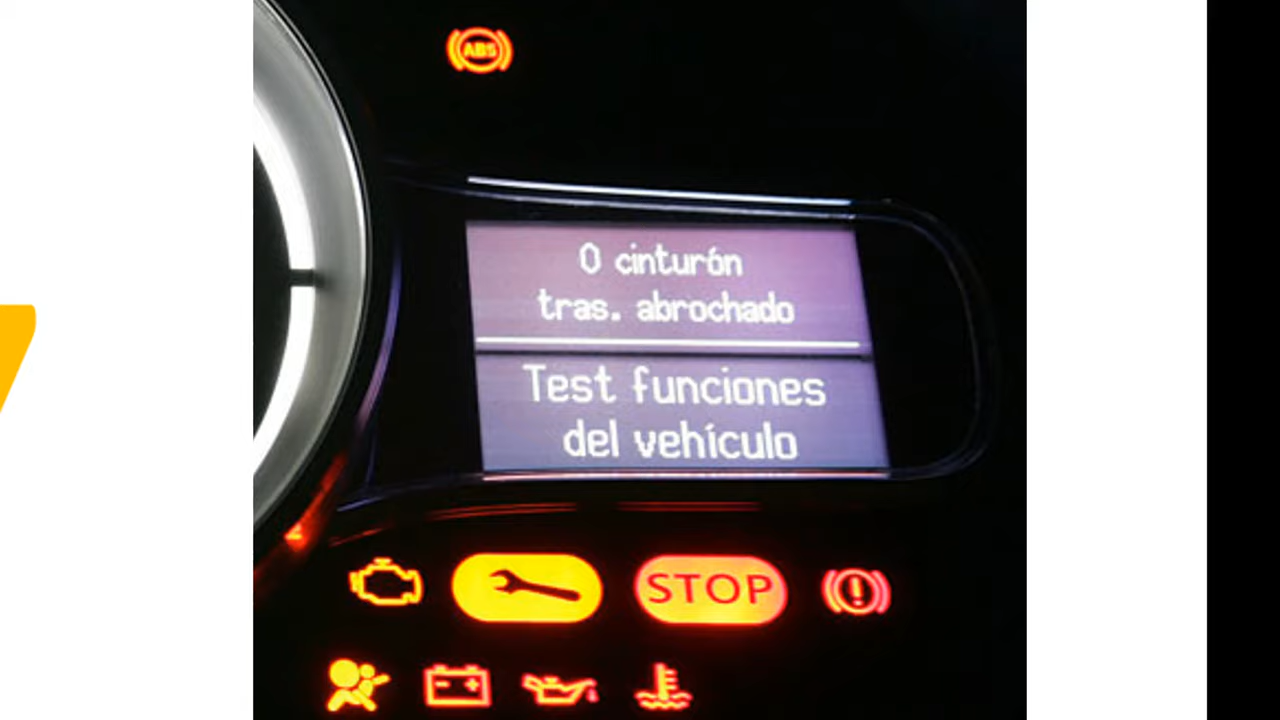 ABS
0 cinturón
tras. abrochado
Test funciones
del vehículo
STOP